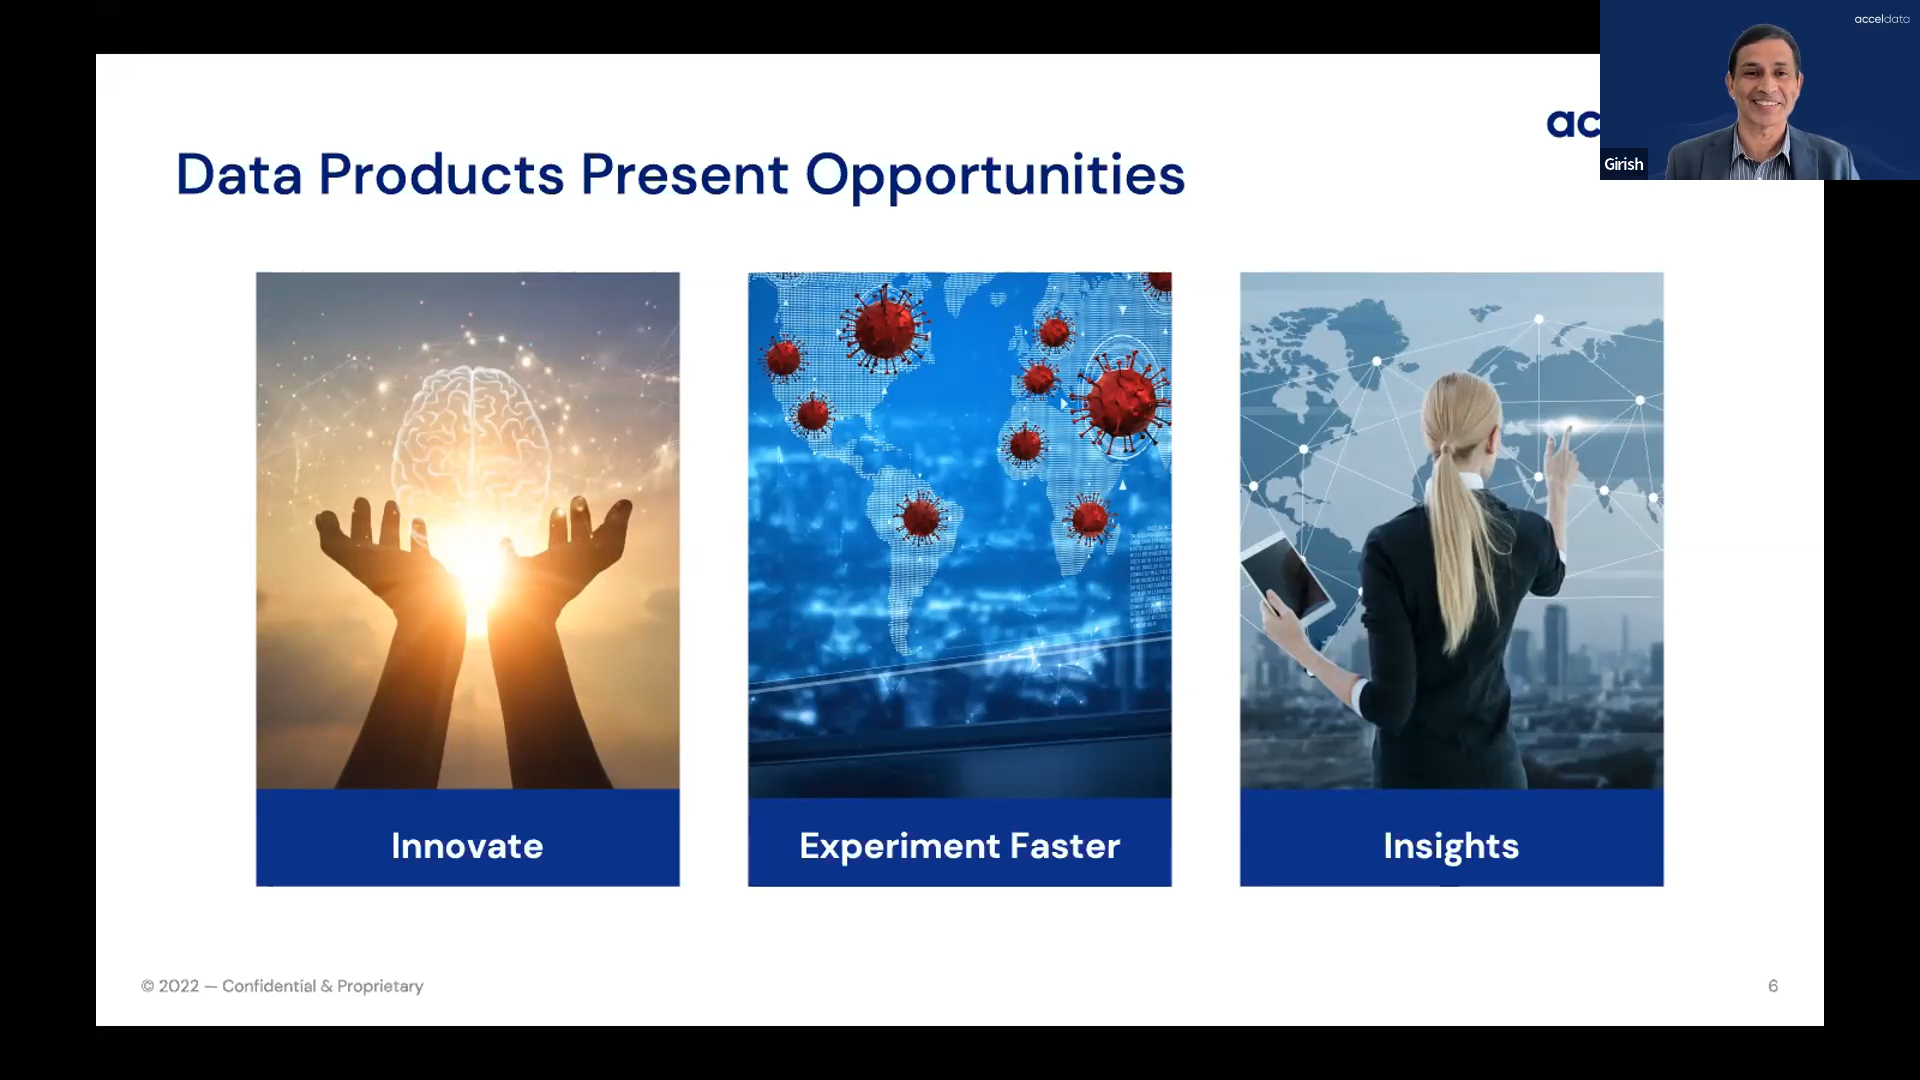 acceldata
ac
Girish
Data Products Present Opportunities
Innovate
Experiment Faster
Insights
© 2022 — Confidential & Proprietary
6